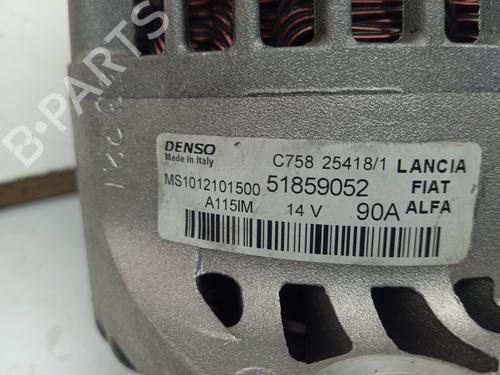 DENSO
Made in Italy
C758 25418/1
LANCIA
MS1012101500 51859052
FIAT
A115IM 14 V 90A
ALFA
B-PARTS